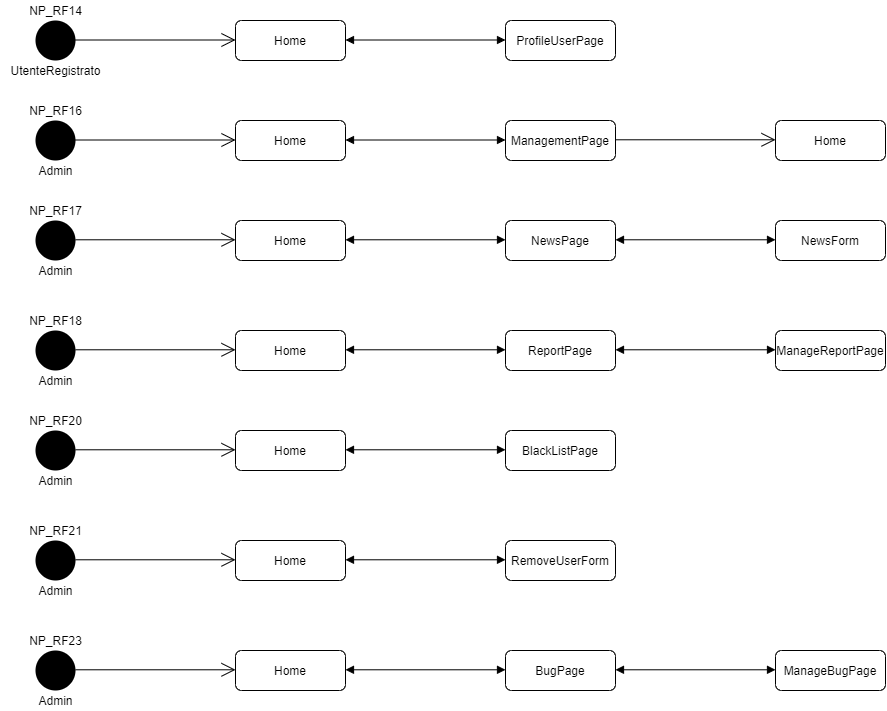 NP_RF14
Home
ProfileUserPage
UtenteRegistrato
NP_RF16
Home
ManagementPage
Home
Admin
NP_RF17
Home
NewsPage
NewsForm
Admin
NP_RF18
Home
ReportPage
ManageReportPage
Admin
NP_RF20
Home
BlackListPage
Admin
NP_RF21
Home
RemoveUserForm
Admin
NP_RF23
Home
BugPage
ManageBugPage
Admin